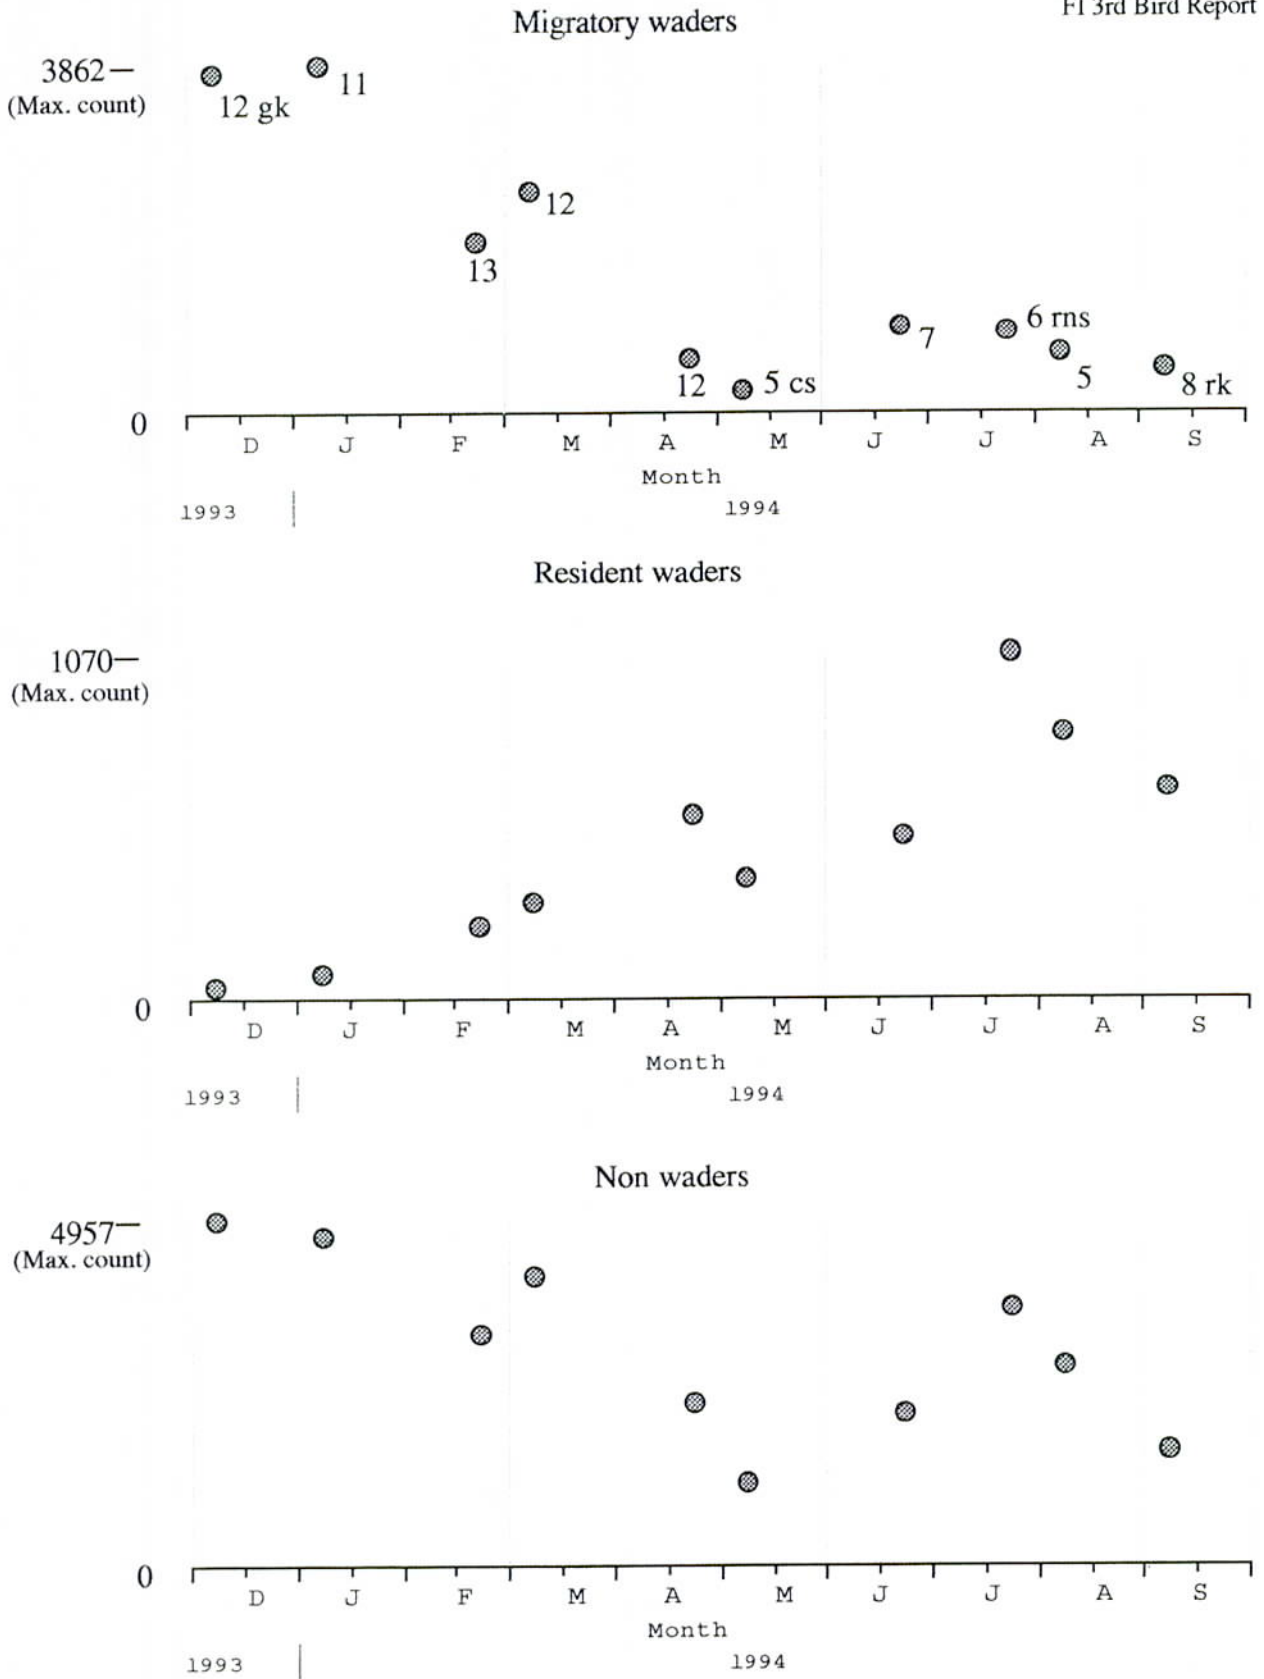 FI 3rd Bird Report
Migratory waders
3862
(Max. count)
12 gk
11
13
12
12
5 cs
7
6 rns
5
8 rk
0
D J F M A M J J A S
Month
1993 1994
Resident waders
1070
(Max. count)
0
D J F M A M J J A S
Month
1993 1994
Non waders
4957
(Max. count)
0
D J F M A M J J A S
Month
1993 1994